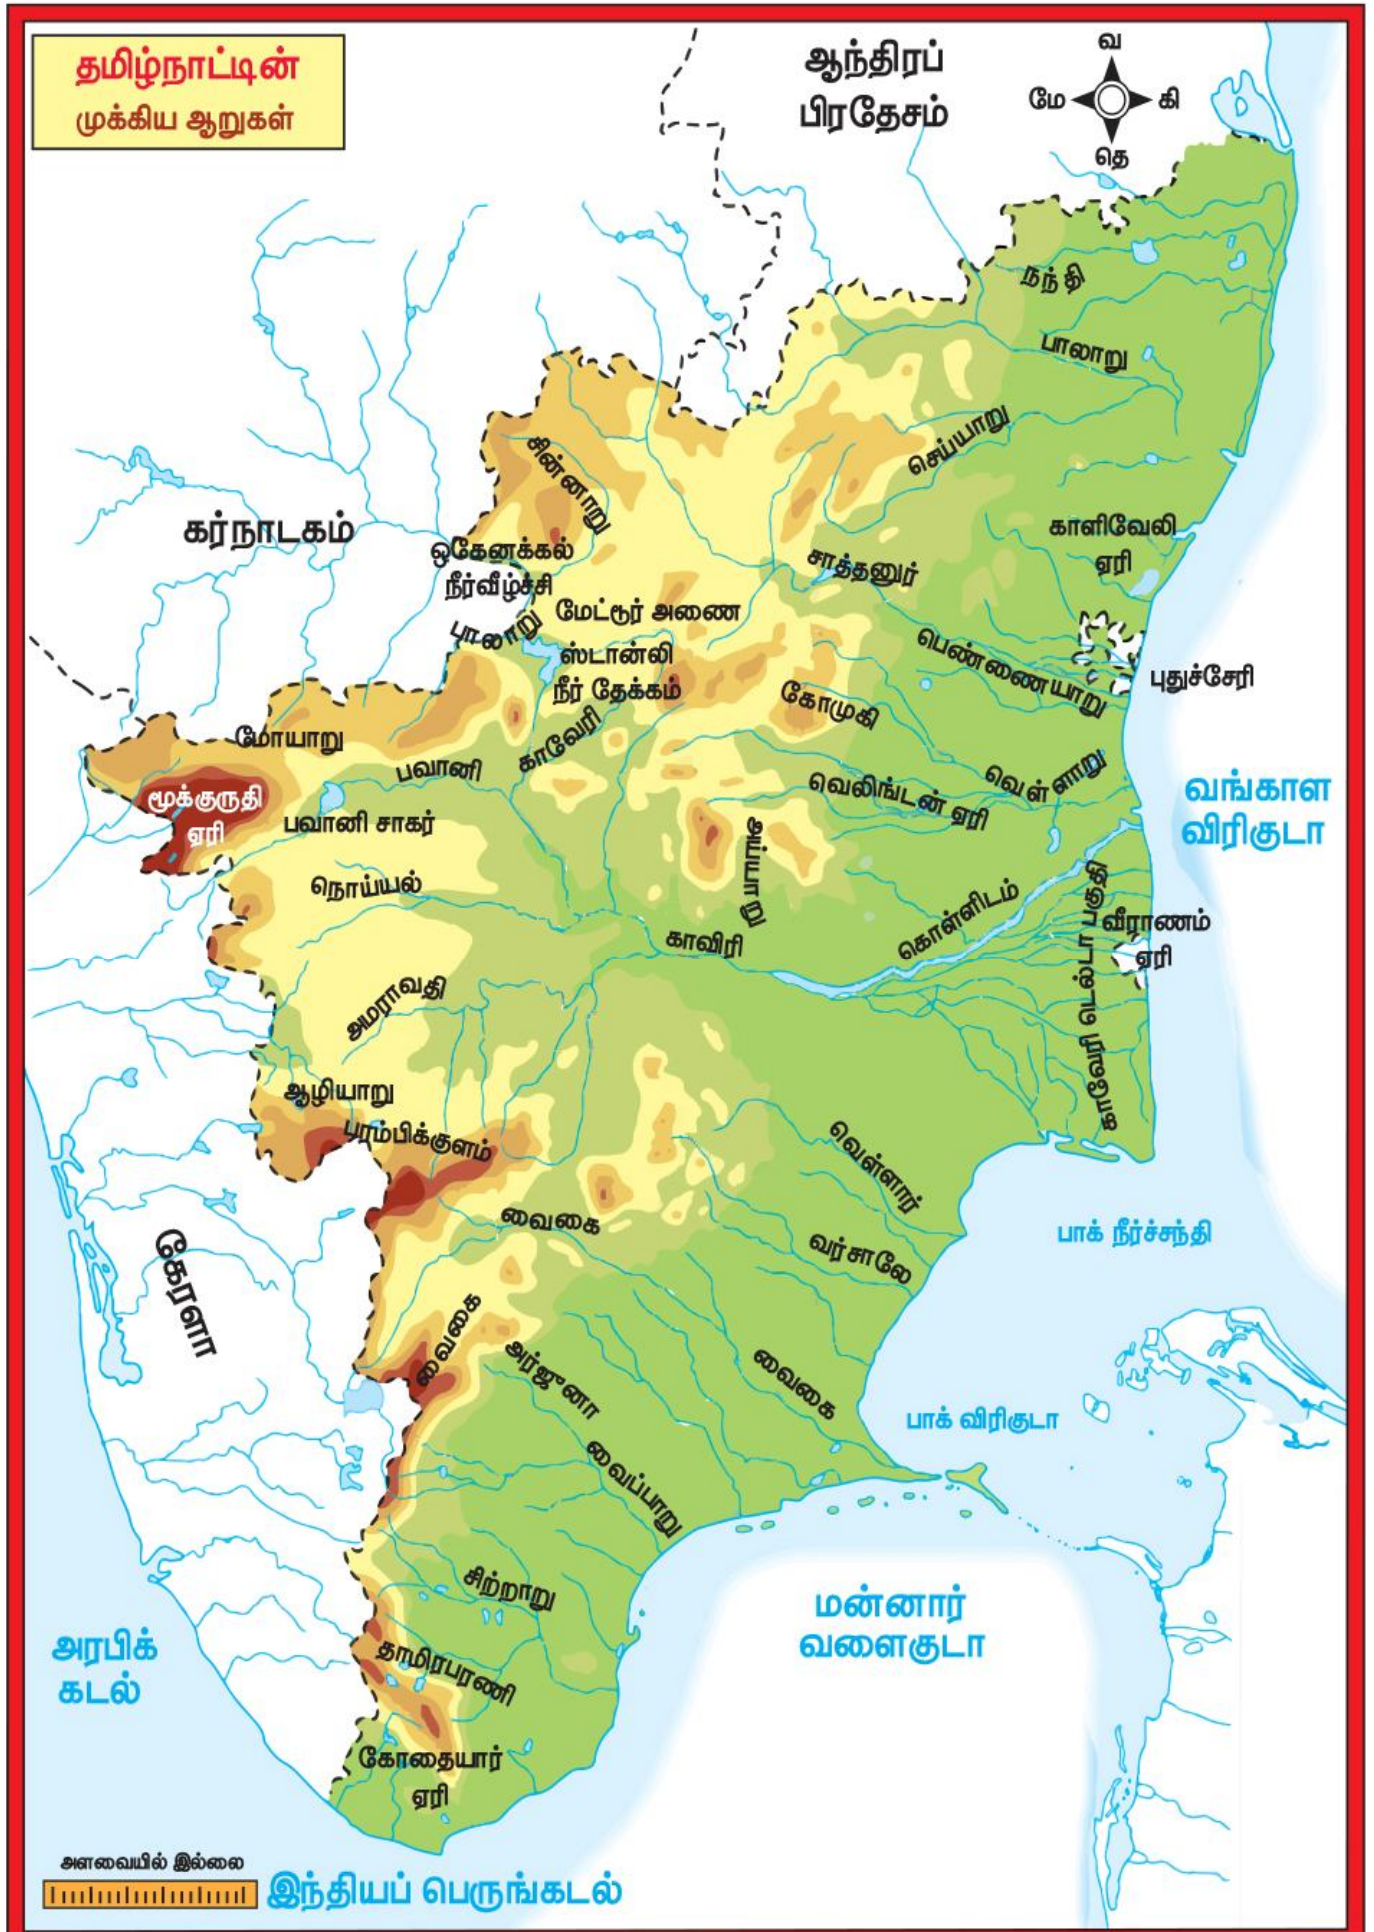 தமிழ்நாட்டின்
முக்கிய ஆறுகள்
ஆந்திரப்
பிரதேசம்
வ
மே
கி
தெ
நந்தி
பாலாறு
செய்யாறு
சின்னாறு
கர்நாடகம்
ஒகேனக்கல்
நீர்வீழ்ச்சி
பாலாறு
மேட்டூர் அணை
ஸ்டான்லி
நீர் தேக்கம்
சாத்தனுர்
காளிவேலி
ஏரி
பெண்ணையாறு
புதுச்சேரி
கோமுகி
காவேரி
மோயாறு
பவானி
மூக்குருதி
ஏரி
பவானி சாகர்
வெலிங்டன் ஏரி
வெள்ளாறு
வங்காள
விரிகுடா
அய்யாறு
நொய்யல்
காவிரி
கொள்ளிடம்
காவேரி டெல்டா பகுதி
வீராணம்
ஏரி
அமராவதி
ஆழியாறு
பரம்பிக்குளம்
வெள்ளார்
வைகை
வர்சாலே
பாக் நீர்ச்சந்தி
கேரளா
வைகை
அர்ஜுனா
வைகை
பாக் விரிகுடா
வைப்பாறு
சிற்றாறு
மன்னார்
வளைகுடா
அரபிக்
கடல்
தாமிரபரணி
கோதையார்
ஏரி
அளவையில் இல்லை
இந்தியப் பெருங்கடல்